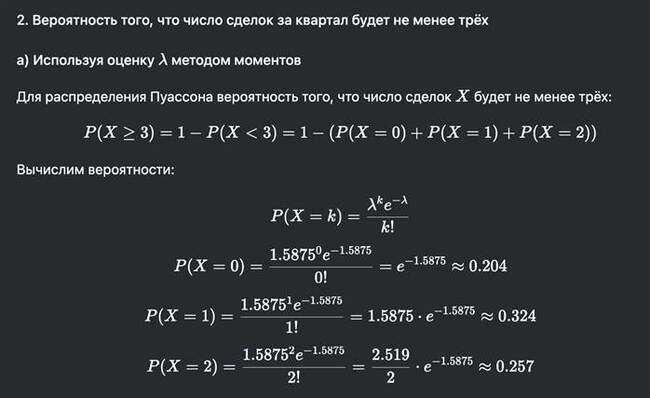 2. Вероятность того, что число сделок за квартал будет не менее трёх
а) Используя оценку λ методом моментов
Для распределения Пуассона вероятность того, что число сделок X будет не менее трёх:
P(X ≥ 3) = 1 − P(X < 3) = 1 − (P(X = 0) + P(X = 1) + P(X = 2))
Вычислим вероятности:
P(X = k) = λ^k e^{−λ} / k!
P(X = 0) = 1.5875^0 e^{−1.5875} / 0! = e^{−1.5875} ≈ 0.204
P(X = 1) = 1.5875^1 e^{−1.5875} / 1! = 1.5875 · e^{−1.5875} ≈ 0.324
P(X = 2) = 1.5875^2 e^{−1.5875} / 2! = 2.519 / 2 · e^{−1.5875} ≈ 0.257